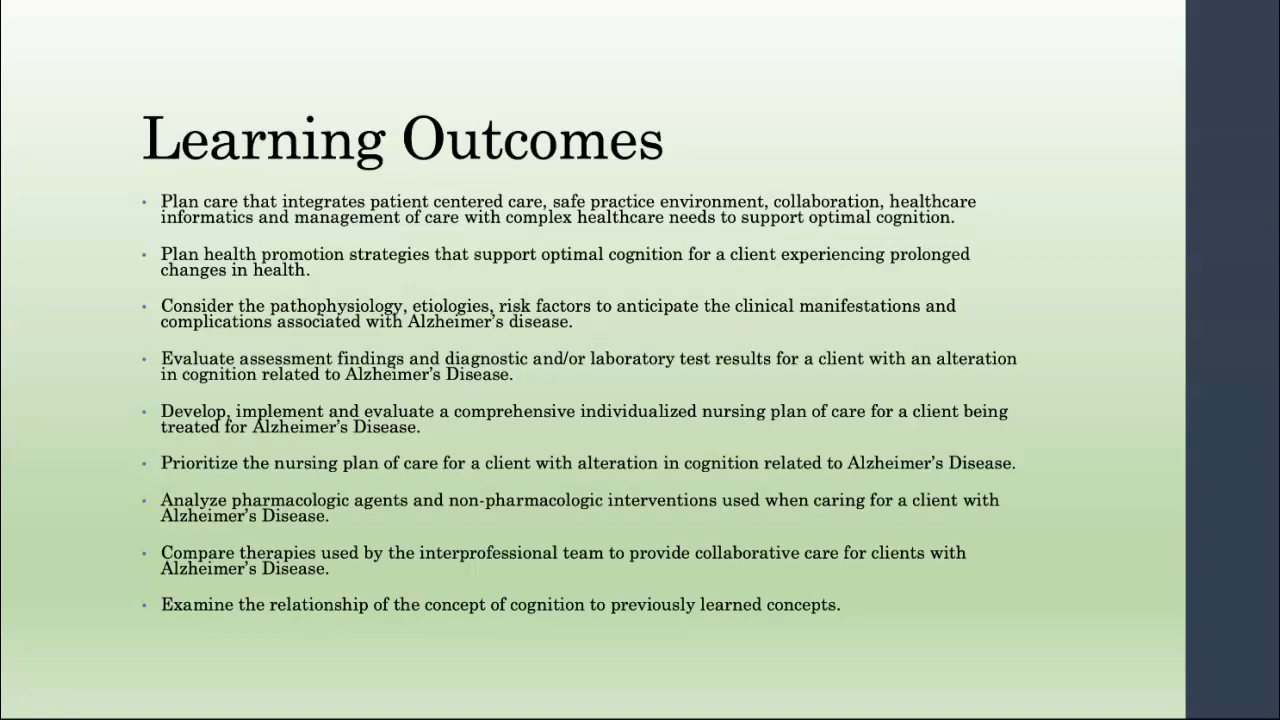 Learning Outcomes
• Plan care that integrates patient centered care, safe practice environment, collaboration, healthcare
informatics and management of care with complex healthcare needs to support optimal cognition.
• Plan health promotion strategies that support optimal cognition for a client experiencing prolonged
changes in health.
• Consider the pathophysiology, etiologies, risk factors to anticipate the clinical manifestations and
complications associated with Alzheimer's disease.
• Evaluate assessment findings and diagnostic and/or laboratory test results for a client with an alteration
in cognition related to Alzheimer's Disease.
• Develop, implement and evaluate a comprehensive individualized nursing plan of care for a client being
treated for Alzheimer's Disease.
• Prioritize the nursing plan of care for a client with alteration in cognition related to Alzheimer's Disease.
• Analyze pharmacologic agents and non-pharmacologic interventions used when caring for a client with
Alzheimer's Disease.
• Compare therapies used by the interprofessional team to provide collaborative care for clients with
Alzheimer's Disease.
• Examine the relationship of the concept of cognition to previously learned concepts.